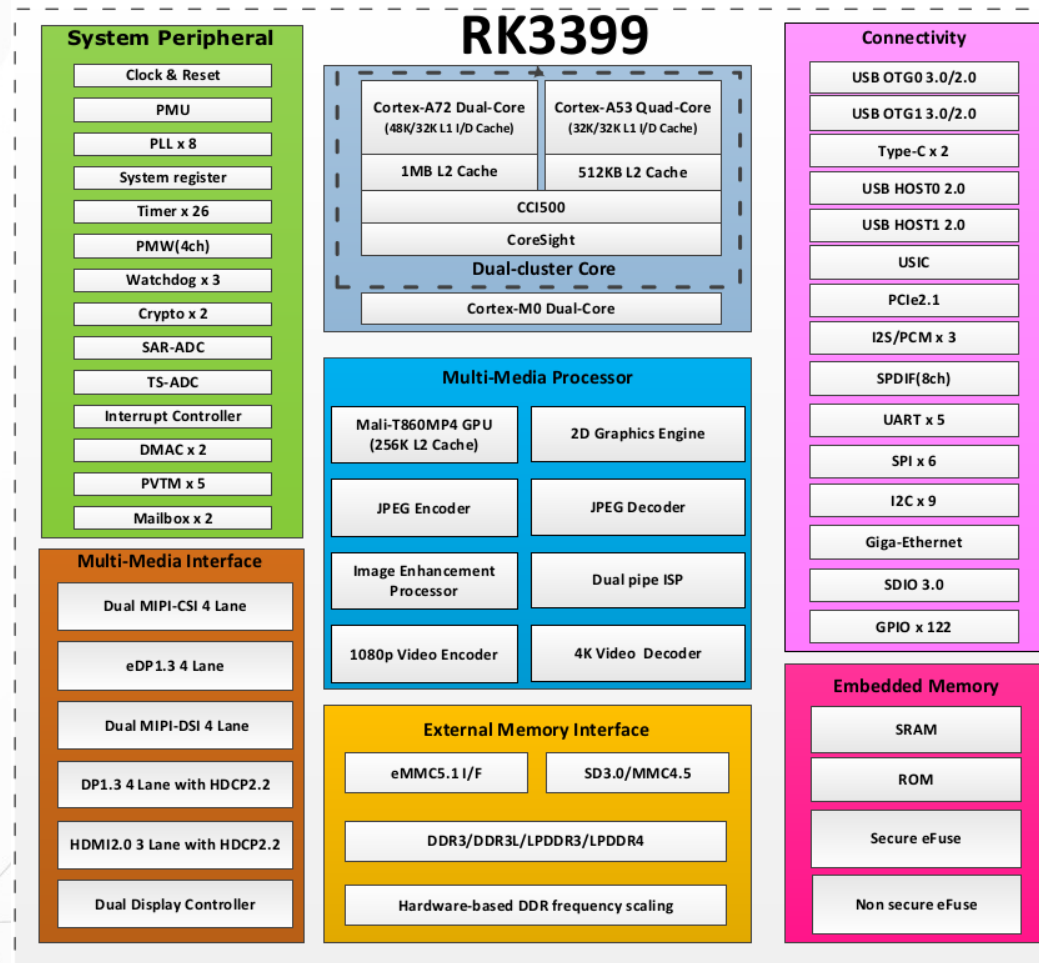 RK3399
System Peripheral
Clock & Reset
PMU
PLL x 8
System register
Timer x 26
PMW(4ch)
Watchdog x 3
Crypto x 2
SAR-ADC
TS-ADC
Interrupt Controller
DMAC x 2
PVTM x 5
Mailbox x 2
Multi-Media Interface
Dual MIPI-CSI 4 Lane
eDP1.3 4 Lane
Dual MIPI-DSI 4 Lane
DP1.3 4 Lane with HDCP2.2
HDMI2.0 3 Lane with HDCP2.2
Dual Display Controller
Cortex-A72 Dual-Core
(48K/32K L1 I/D Cache)
1MB L2 Cache
Cortex-A53 Quad-Core
(32K/32K L1 I/D Cache)
512KB L2 Cache
CCI500
CoreSight
Dual-cluster Core
Cortex-M0 Dual-Core
Multi-Media Processor
Mali-T860MP4 GPU
(256K L2 Cache)
2D Graphics Engine
JPEG Encoder
JPEG Decoder
Image Enhancement
Processor
Dual pipe ISP
1080p Video Encoder
4K Video Decoder
External Memory Interface
eMMC5.1 I/F
SD3.0/MMC4.5
DDR3/DDR3L/LPDDR3/LPDDR4
Hardware-based DDR frequency scaling
Connectivity
USB OTG0 3.0/2.0
USB OTG1 3.0/2.0
Type-C x 2
USB HOST0 2.0
USB HOST1 2.0
USIC
PCIe2.1
I2S/PCM x 3
SPDIF(8ch)
UART x 5
SPI x 6
I2C x 9
Giga-Ethernet
SDIO 3.0
GPIO x 122
Embedded Memory
SRAM
ROM
Secure eFuse
Non secure eFuse